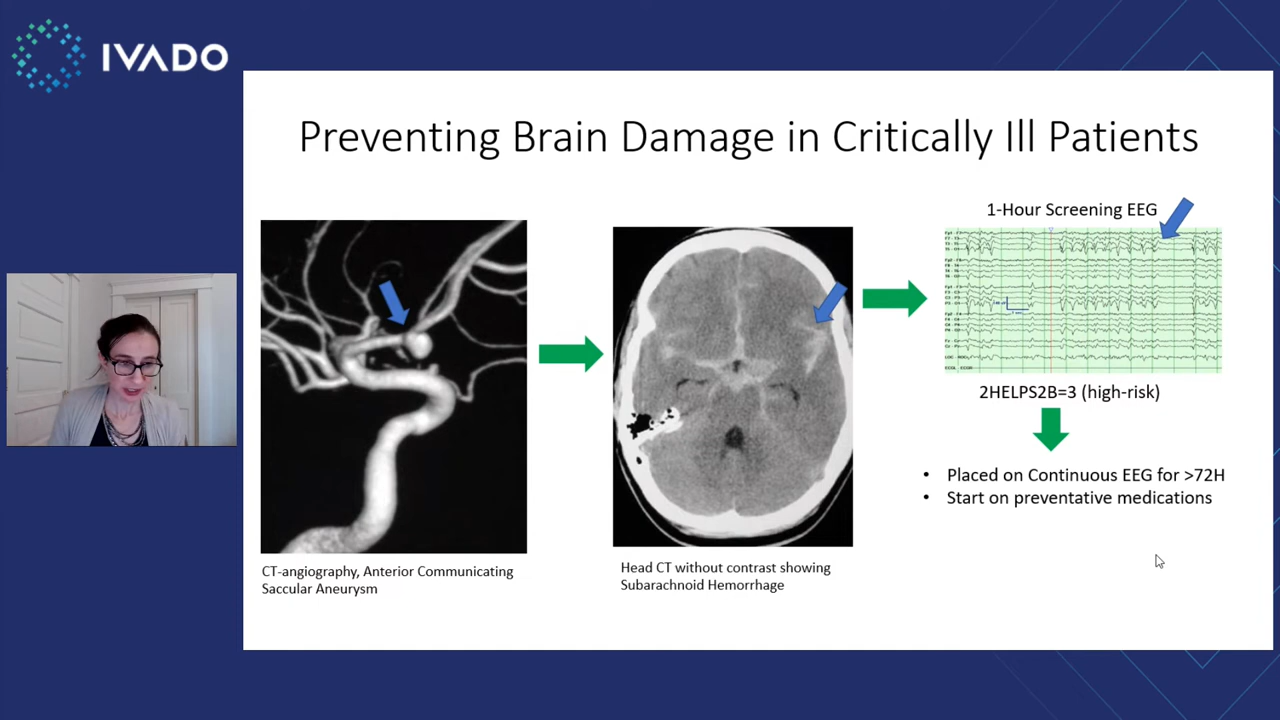 IVADO
Preventing Brain Damage in Critically Ill Patients
1-Hour Screening EEG
2HELPS2B=3 (high-risk)
• Placed on Continuous EEG for >72H
• Start on preventative medications
CT-angiography, Anterior Communicating
Saccular Aneurysm
Head CT without contrast showing
Subarachnoid Hemorrhage